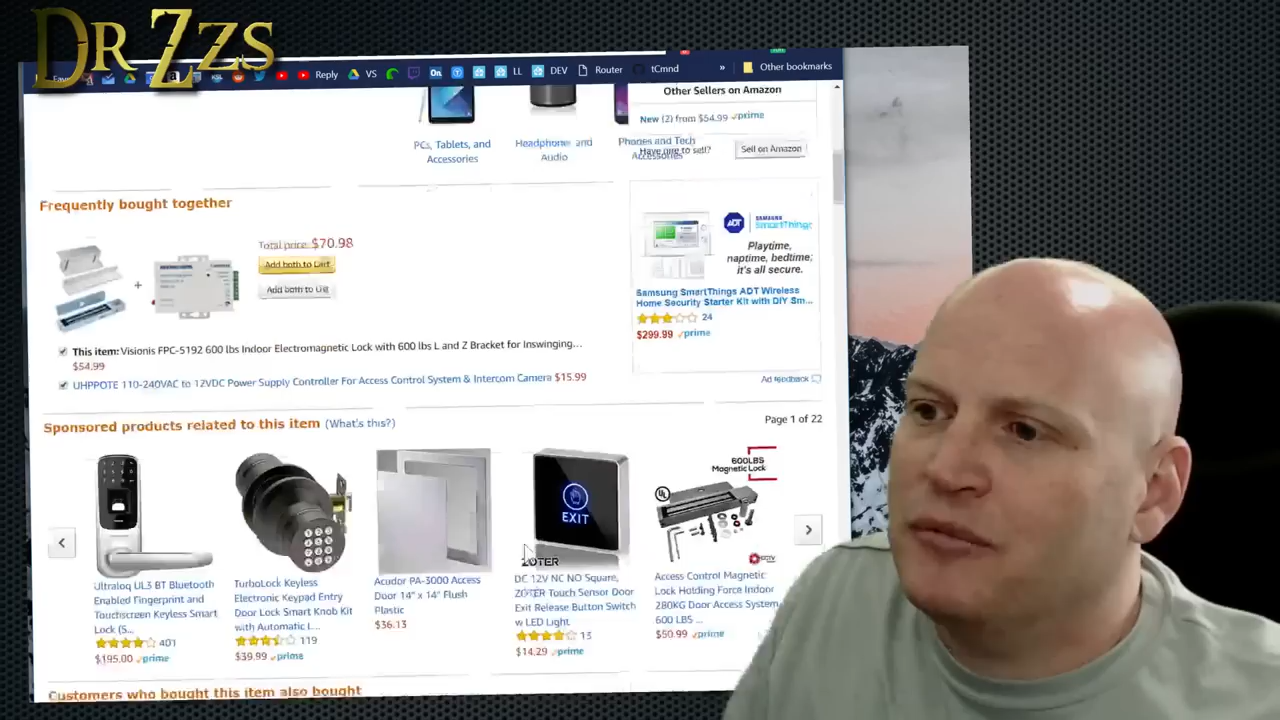 DR ZZS
Reply
VS
On
LL
DEV
Router
tCmnd
»
Other bookmarks
Other Sellers on Amazon
New (2) from $54.99 prime
Have one to sell?
Sell on Amazon
PCs, Tablets, and
Accessories
Headphone and
Audio
Phones and Tech
Accessories
Frequently bought together
Total price: $70.98
Add both to Cart
Add both to List
ADT
SAMSUNG
SmartThings
Playtime,
naptime, bedtime;
it's all secure.
Samsung SmartThings ADT Wireless
Home Security Starter Kit with DIY Sm...
24
$299.99 prime
Ad feedback
This item: Visionis FPC-5192 600 lbs Indoor Electromagnetic Lock with 600 lbs L and Z Bracket for Inswinging...
$54.99
UHPPOTE 110-240VAC to 12VDC Power Supply Controller For Access Control System & Intercom Camera $15.99
Sponsored products related to this item (What's this?)
Page 1 of 22
EXIT
ZOTER
600LBS
Magnetic Lock
UL
Ultraloq UL3 BT Bluetooth
Enabled Fingerprint and
Touchscreen Keyless Smart
Lock (S...
401
$195.00 prime
TurboLock Keyless
Electronic Keypad Entry
Door Lock Smart Knob Kit
with Automatic L...
119
$39.99 prime
Acudor PA-3000 Access
Door 14" x 14" Flush
Plastic
$36.13
DC 12V NC NO Square,
ZOTER Touch Sensor Door
Exit Release Button Switch
w LED Light
13
$14.29 prime
Access Control Magnetic
Lock Holding Force Indoor
280KG Door Access System
600 LBS ...
$50.99 prime
Customers who bought this item also bought